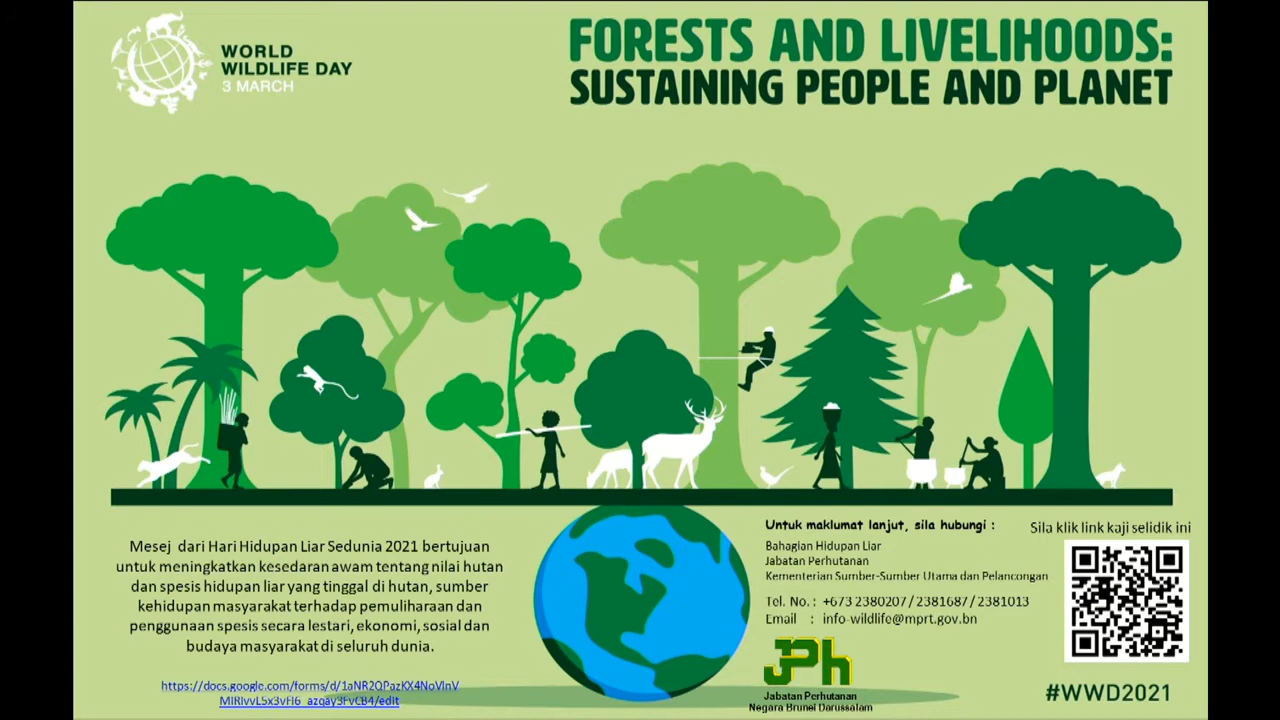 WORLD
WILDLIFE DAY
3 MARCH
FORESTS AND LIVELIHOODS:
SUSTAINING PEOPLE AND PLANET
Mesej dari Hari Hidupan Liar Sedunia 2021 bertujuan
untuk meningkatkan kesedaran awam tentang nilai hutan
dan spesis hidupan liar yang tinggal di hutan, sumber
kehidupan masyarakat terhadap pemuliharaan dan
penggunaan spesis secara lestari, ekonomi, sosial dan
budaya masyarakat di seluruh dunia.
Untuk maklumat lanjut, sila hubungi :
Bahagian Hidupan Liar
Jabatan Perhutanan
Kementerian Sumber-Sumber Utama dan Pelancongan
Tel. No. : +673 2380207 / 2381687 / 2381013
Email : info-wildlife@mprt.gov.bn
JPh
Jabatan Perhutanan
Negara Brunei Darussalam
Sila klik link kaji selidik ini
#WWD2021